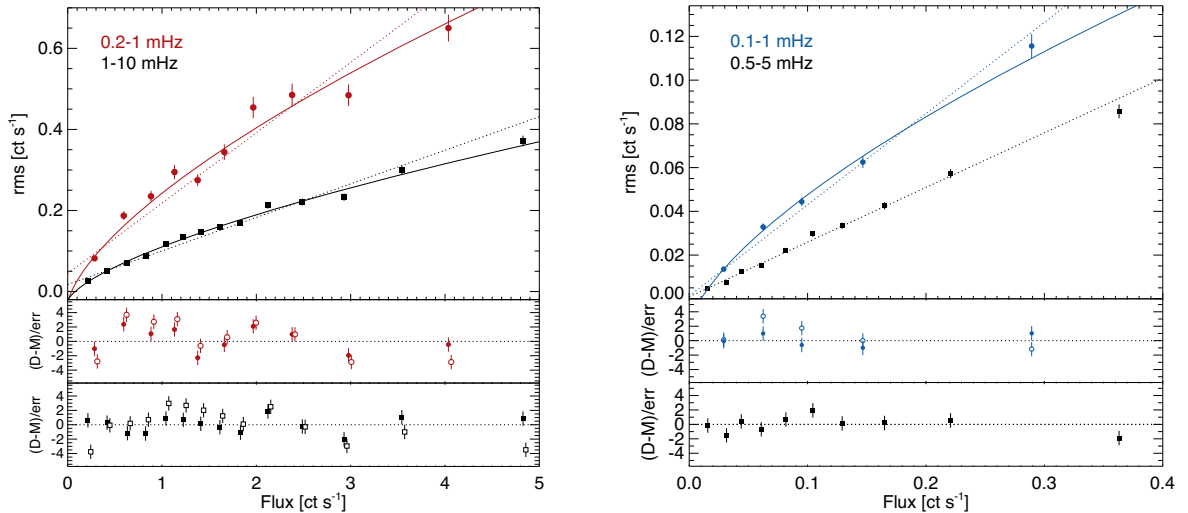 0.2-1 mHz
1-10 mHz
rms [ct s⁻¹]
0.6
0.4
0.2
0.0
(D-M)/err
4
2
0
-2
-4
(D-M)/err
4
2
0
-2
-4
0 1 2 3 4 5
Flux [ct s⁻¹]
0.1-1 mHz
0.5-5 mHz
rms [ct s⁻¹]
0.12
0.10
0.08
0.06
0.04
0.02
0.00
(D-M)/err
4
2
0
-2
-4
(D-M)/err
4
2
0
-2
-4
0.0 0.1 0.2 0.3 0.4
Flux [ct s⁻¹]